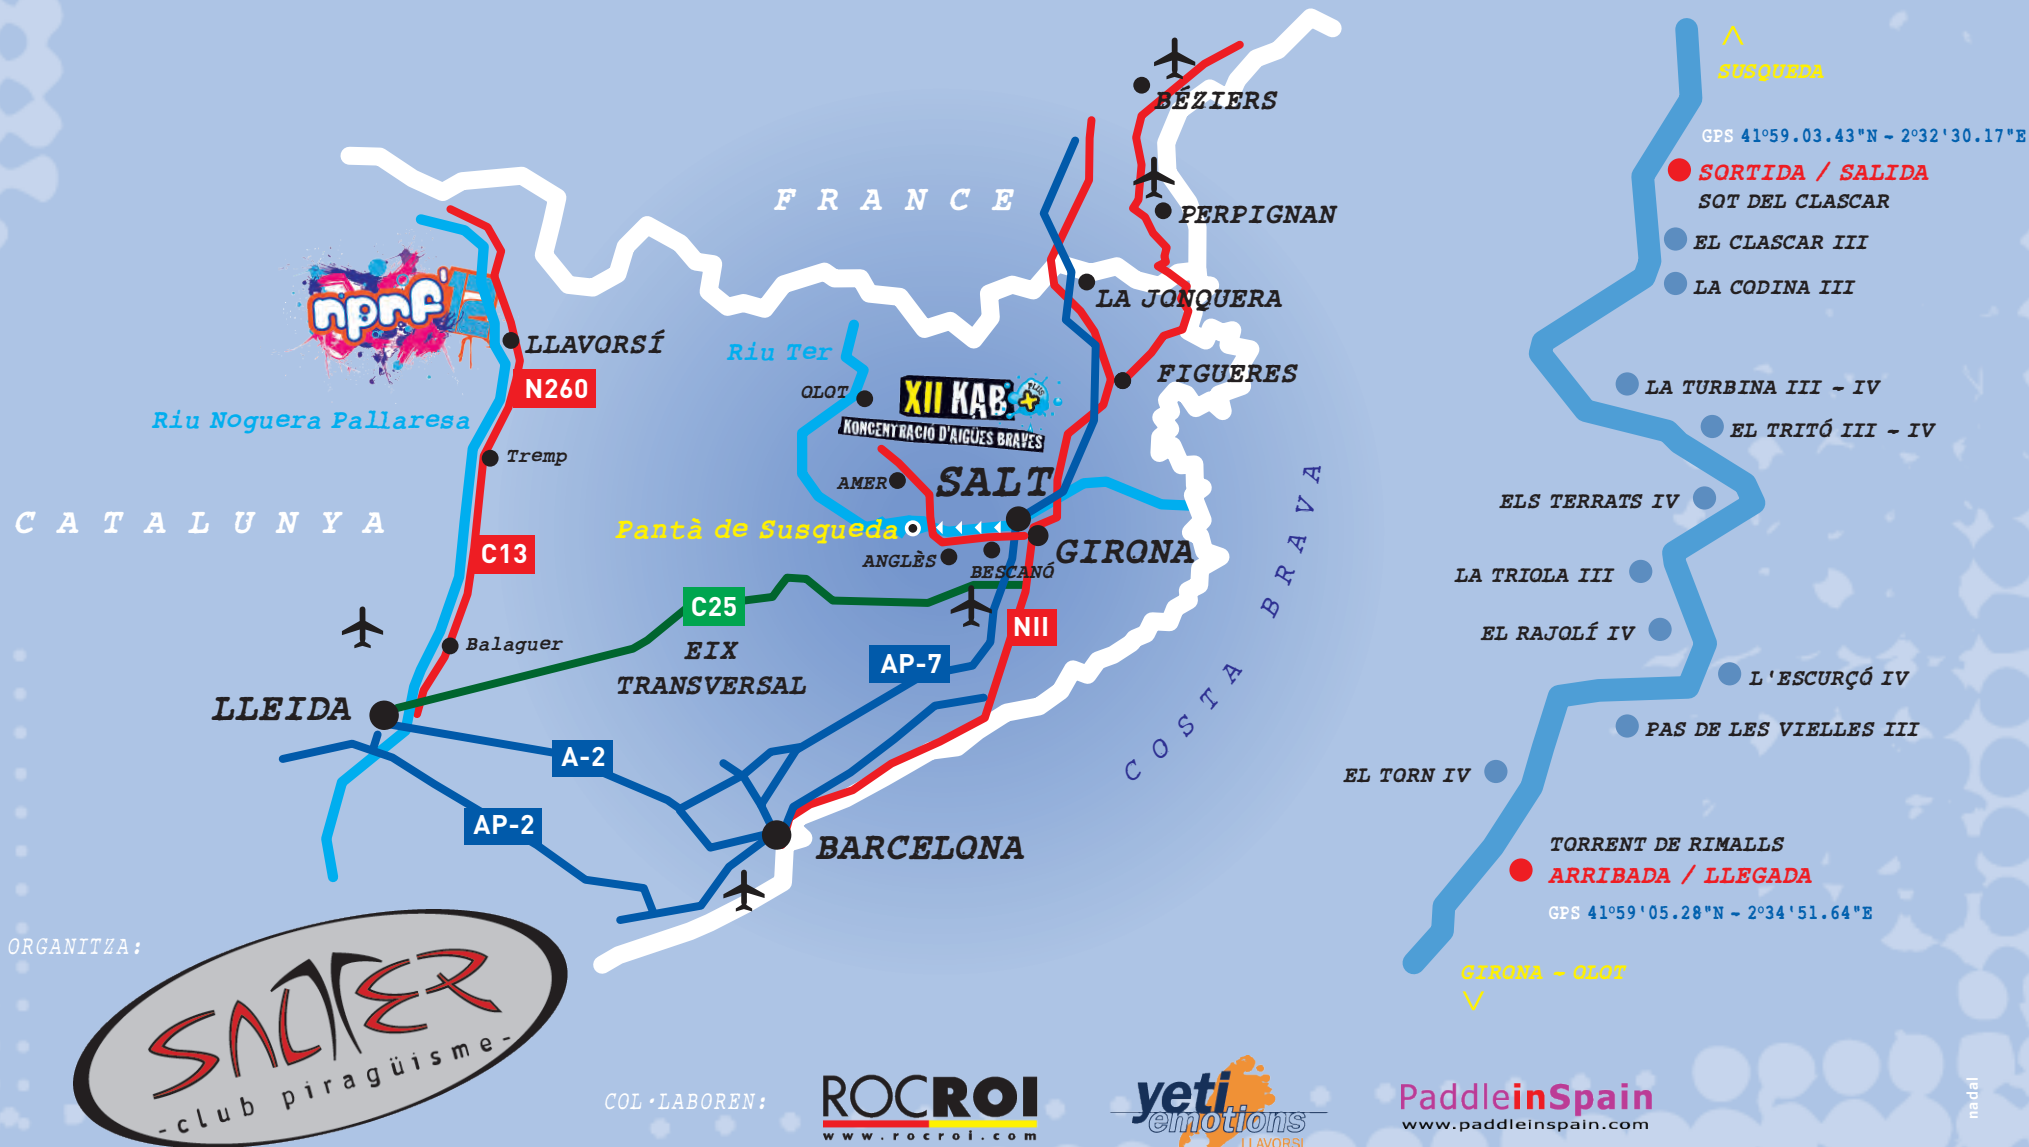 FRANCE
BÉZIERS
PERPIGNAN
LA JONQUERA
FIGUERES
npnf'E
LLAVORSÍ
N260
Riu Noguera Pallaresa
Tremp
Riu Ter
OLOT
XII KAB PLUS +
KONCENTRACIÓ D'AIGÜES BRAVES
AMER
SALT
CATALUNYA
Pantà de Susqueda
ANGLÈS
BESCANÓ
GIRONA
C13
C25
EIX
TRANSVERSAL
NII
AP-7
Balaguer
LLEIDA
A-2
AP-2
BARCELONA
COSTA BRAVA
SUSQUEDA
GPS 41º59.03.43"N - 2º32'30.17"E
SORTIDA / SALIDA
SOT DEL CLASCAR
EL CLASCAR III
LA CODINA III
LA TURBINA III - IV
EL TRITÓ III - IV
ELS TERRATS IV
LA TRIOLA III
EL RAJOLÍ IV
L'ESCURÇÓ IV
PAS DE LES VIELLES III
EL TORN IV
TORRENT DE RIMALLS
ARRIBADA / LLEGADA
GPS 41º59'05.28"N - 2º34'51.64"E
GIRONA - OLOT
ORGANITZA:
SALTER
-club piragüisme-
COL·LABOREN:
ROCROI
www.rocroi.com
yeti
emotions
LLAVORSI
PaddleinSpain
www.paddleinspain.com
nadal